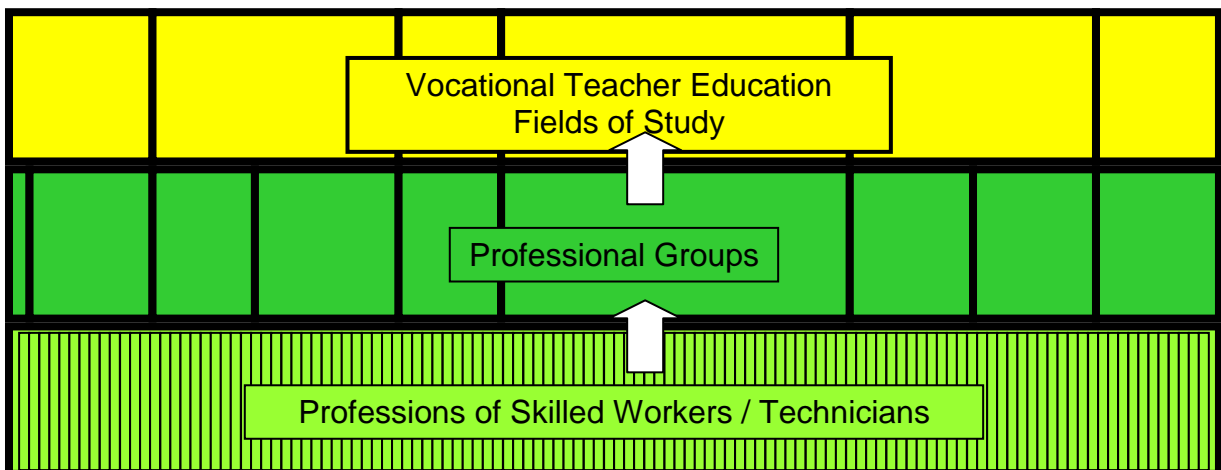 Vocational Teacher Education
Fields of Study
Professional Groups
Professions of Skilled Workers / Technicians